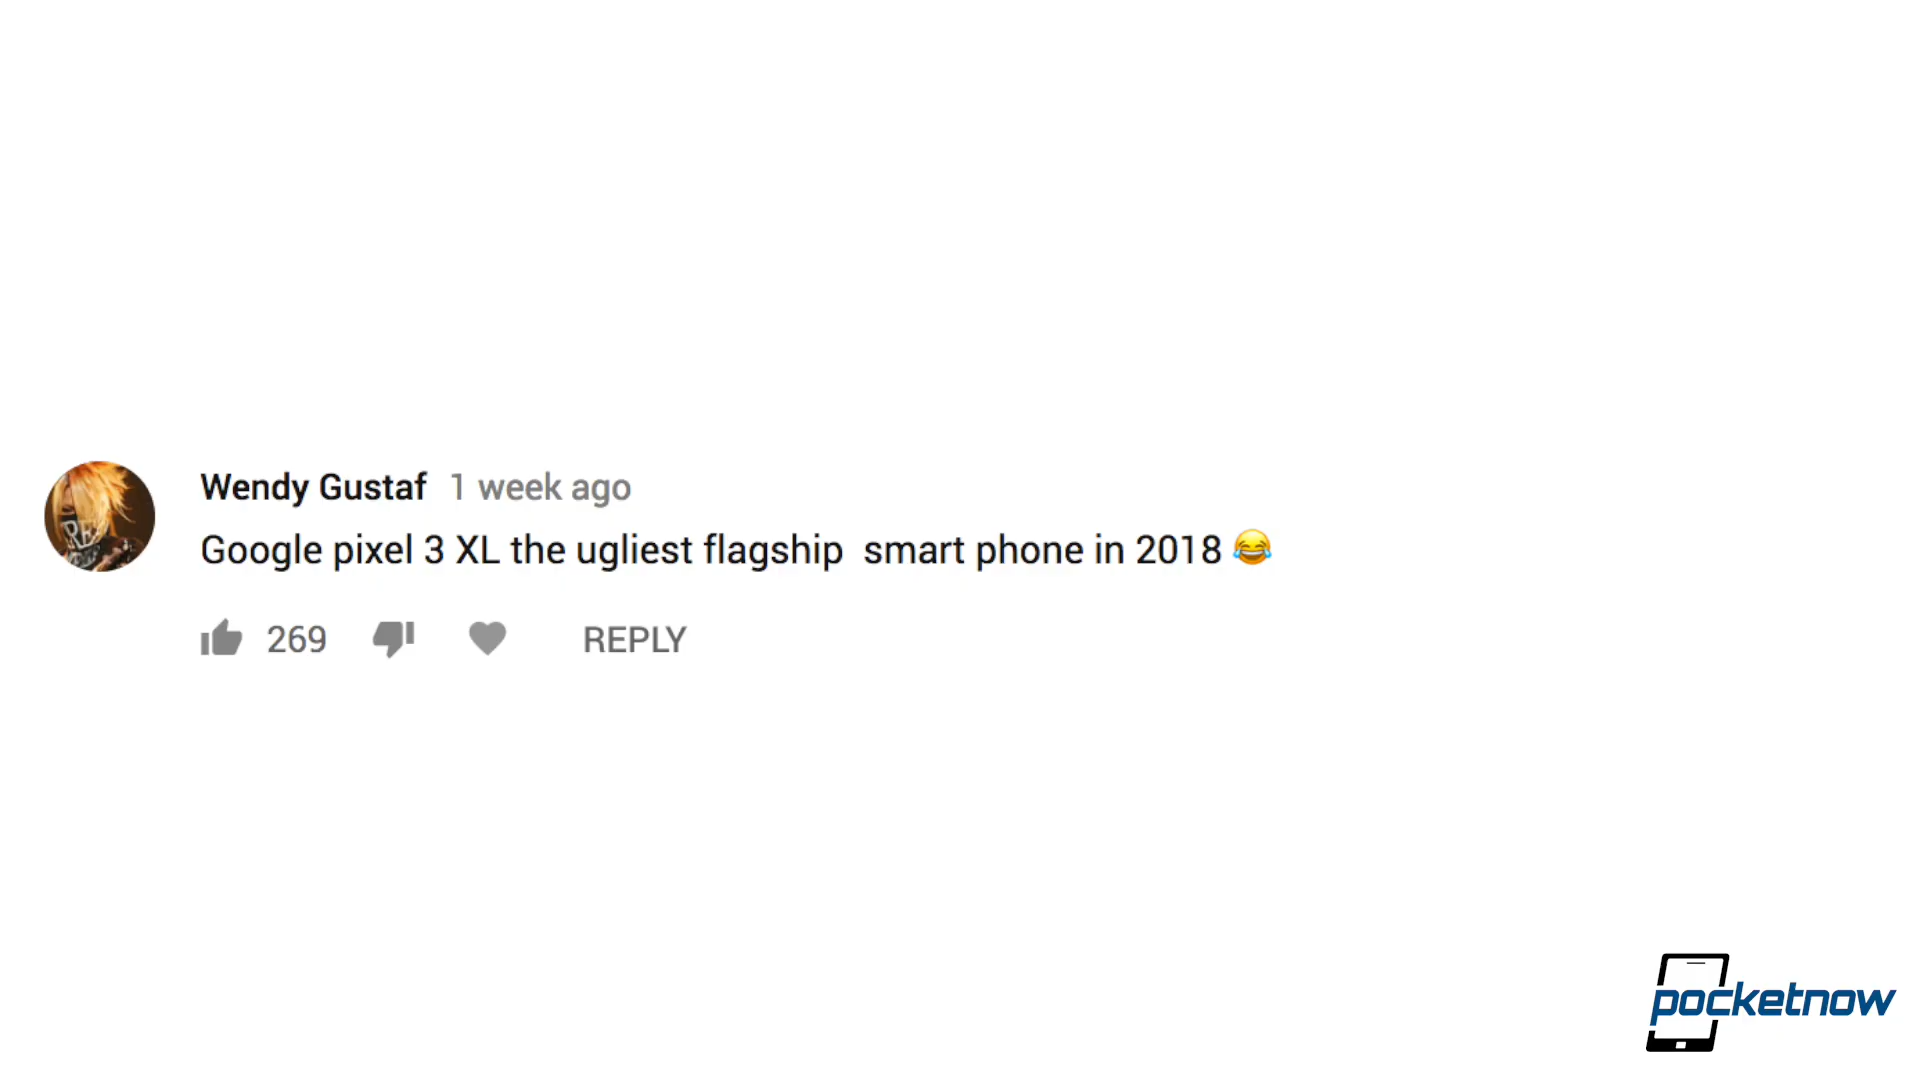 Wendy Gustaf 1 week ago
Google pixel 3 XL the ugliest flagship  smart phone in 2018 😂
269 REPLY
pocketnow